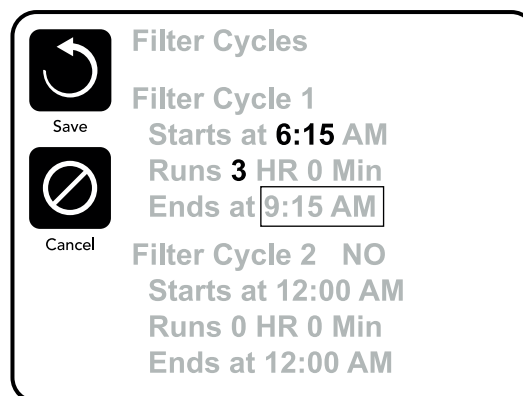 Filter Cycles
Save
Filter Cycle 1
Starts at 6:15 AM
Runs 3 HR 0 Min
Ends at 9:15 AM
Cancel
Filter Cycle 2 NO
Starts at 12:00 AM
Runs 0 HR 0 Min
Ends at 12:00 AM